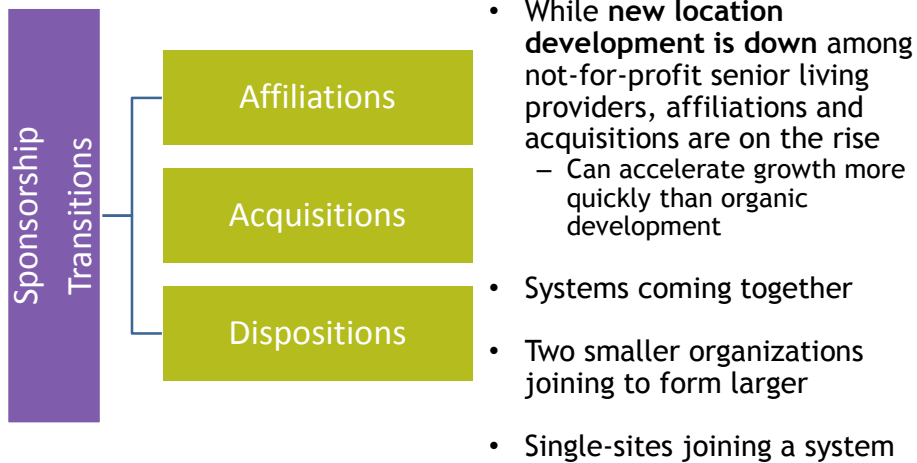 Sponsorship
Transitions
Affiliations
Acquisitions
Dispositions
• While new location
development is down among
not-for-profit senior living
providers, affiliations and
acquisitions are on the rise
– Can accelerate growth more
quickly than organic
development
• Systems coming together
• Two smaller organizations
joining to form larger
• Single-sites joining a system